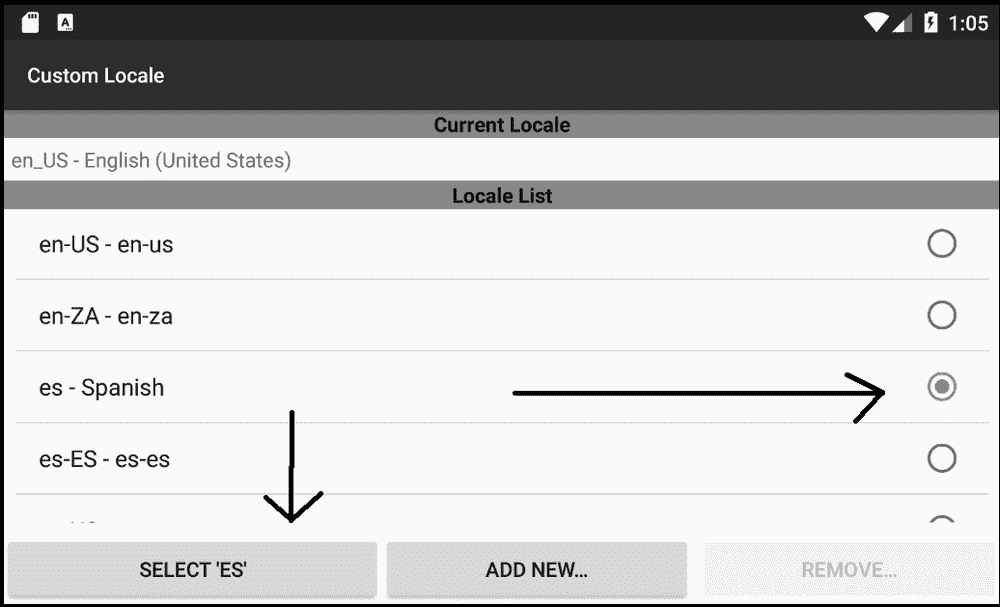 1:05
Custom Locale
Current Locale
en_US - English (United States)
Locale List
en-US - en-us
en-ZA - en-za
es - Spanish
es-ES - es-es
SELECT 'ES'
ADD NEW...
REMOVE...